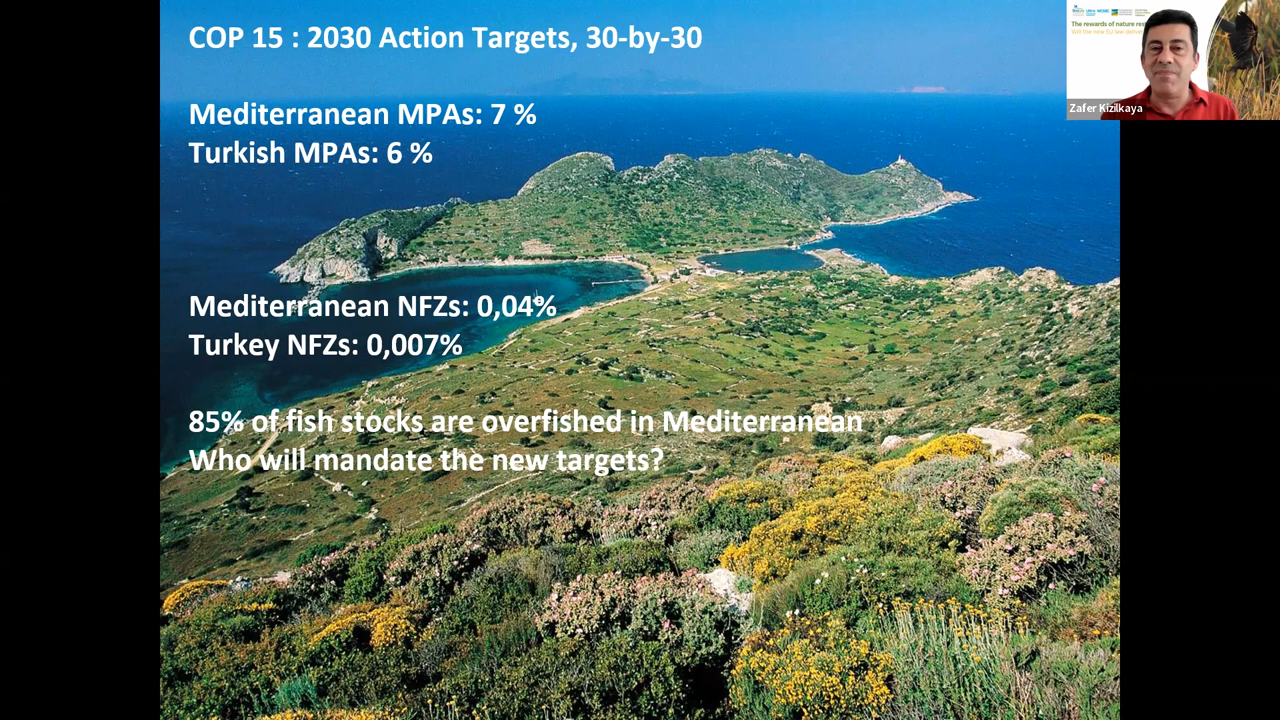 COP 15 : 2030 Action Targets, 30-by-30
Mediterranean MPAs: 7 %
Turkish MPAs: 6 %
Mediterranean NFZs: 0,04%
Turkey NFZs: 0,007%
85% of fish stocks are overfished in Mediterranean
Who will mandate the new targets?
The rewards of nature res
Will the new EU law deliver
Zafer Kizilkaya